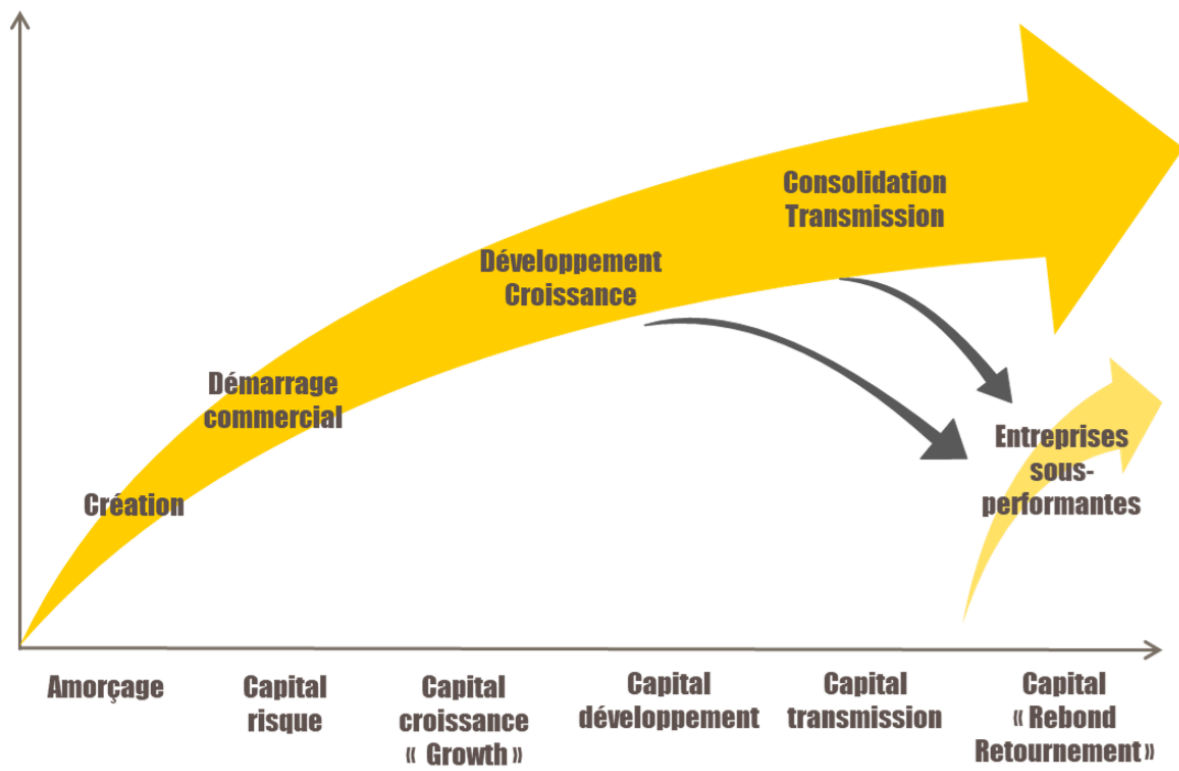 Consolidation
Transmission
Développement
Croissance
Démarrage
commercial
Entreprises
sous-
performantes
Création
Amorçage
Capital
risque
Capital
croissance
« Growth »
Capital
développement
Capital
transmission
Capital
« Rebond
Retournement »